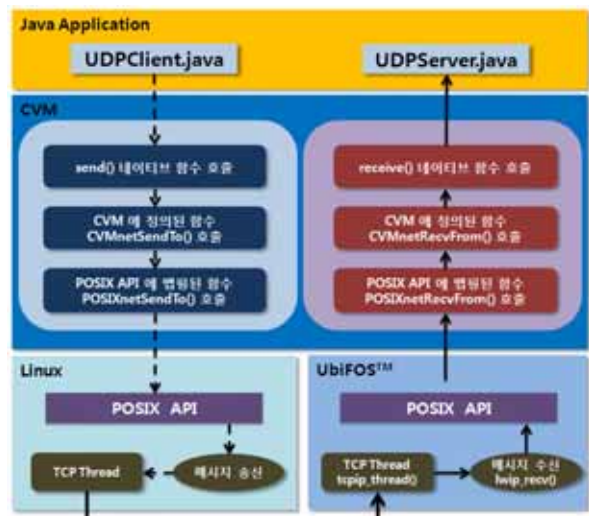 Java Application
UDPClient.java
UDPServer.java
CVM
send() 네이티브 함수 호출
receive() 네이티브 함수 호출
CVM 에 정의된 함수
CVMnetSendTo() 호출
CVM 에 정의된 함수
CVMnetRecvFrom() 호출
POSIX API 에 맵핑된 함수
POSIXnetSendTo() 호출
POSIX API 에 맵핑된 함수
POSIXnetRecvFrom() 호출
Linux
UbiFOS™
POSIX API
POSIX API
TCP Thread
메시지 송신
TCP Thread
tcpip_thread()
메시지 수신
lwip_recv()